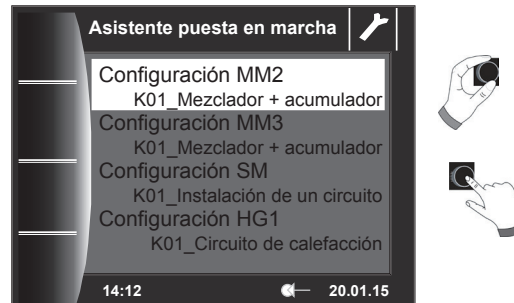 Asistente puesta en marcha
Configuración MM2
K01_Mezclador + acumulador
Configuración MM3
K01_Mezclador + acumulador
Configuración SM
K01_Instalación de un circuito
Configuración HG1
K01_Circuito de calefacción
14:12 20.01.15